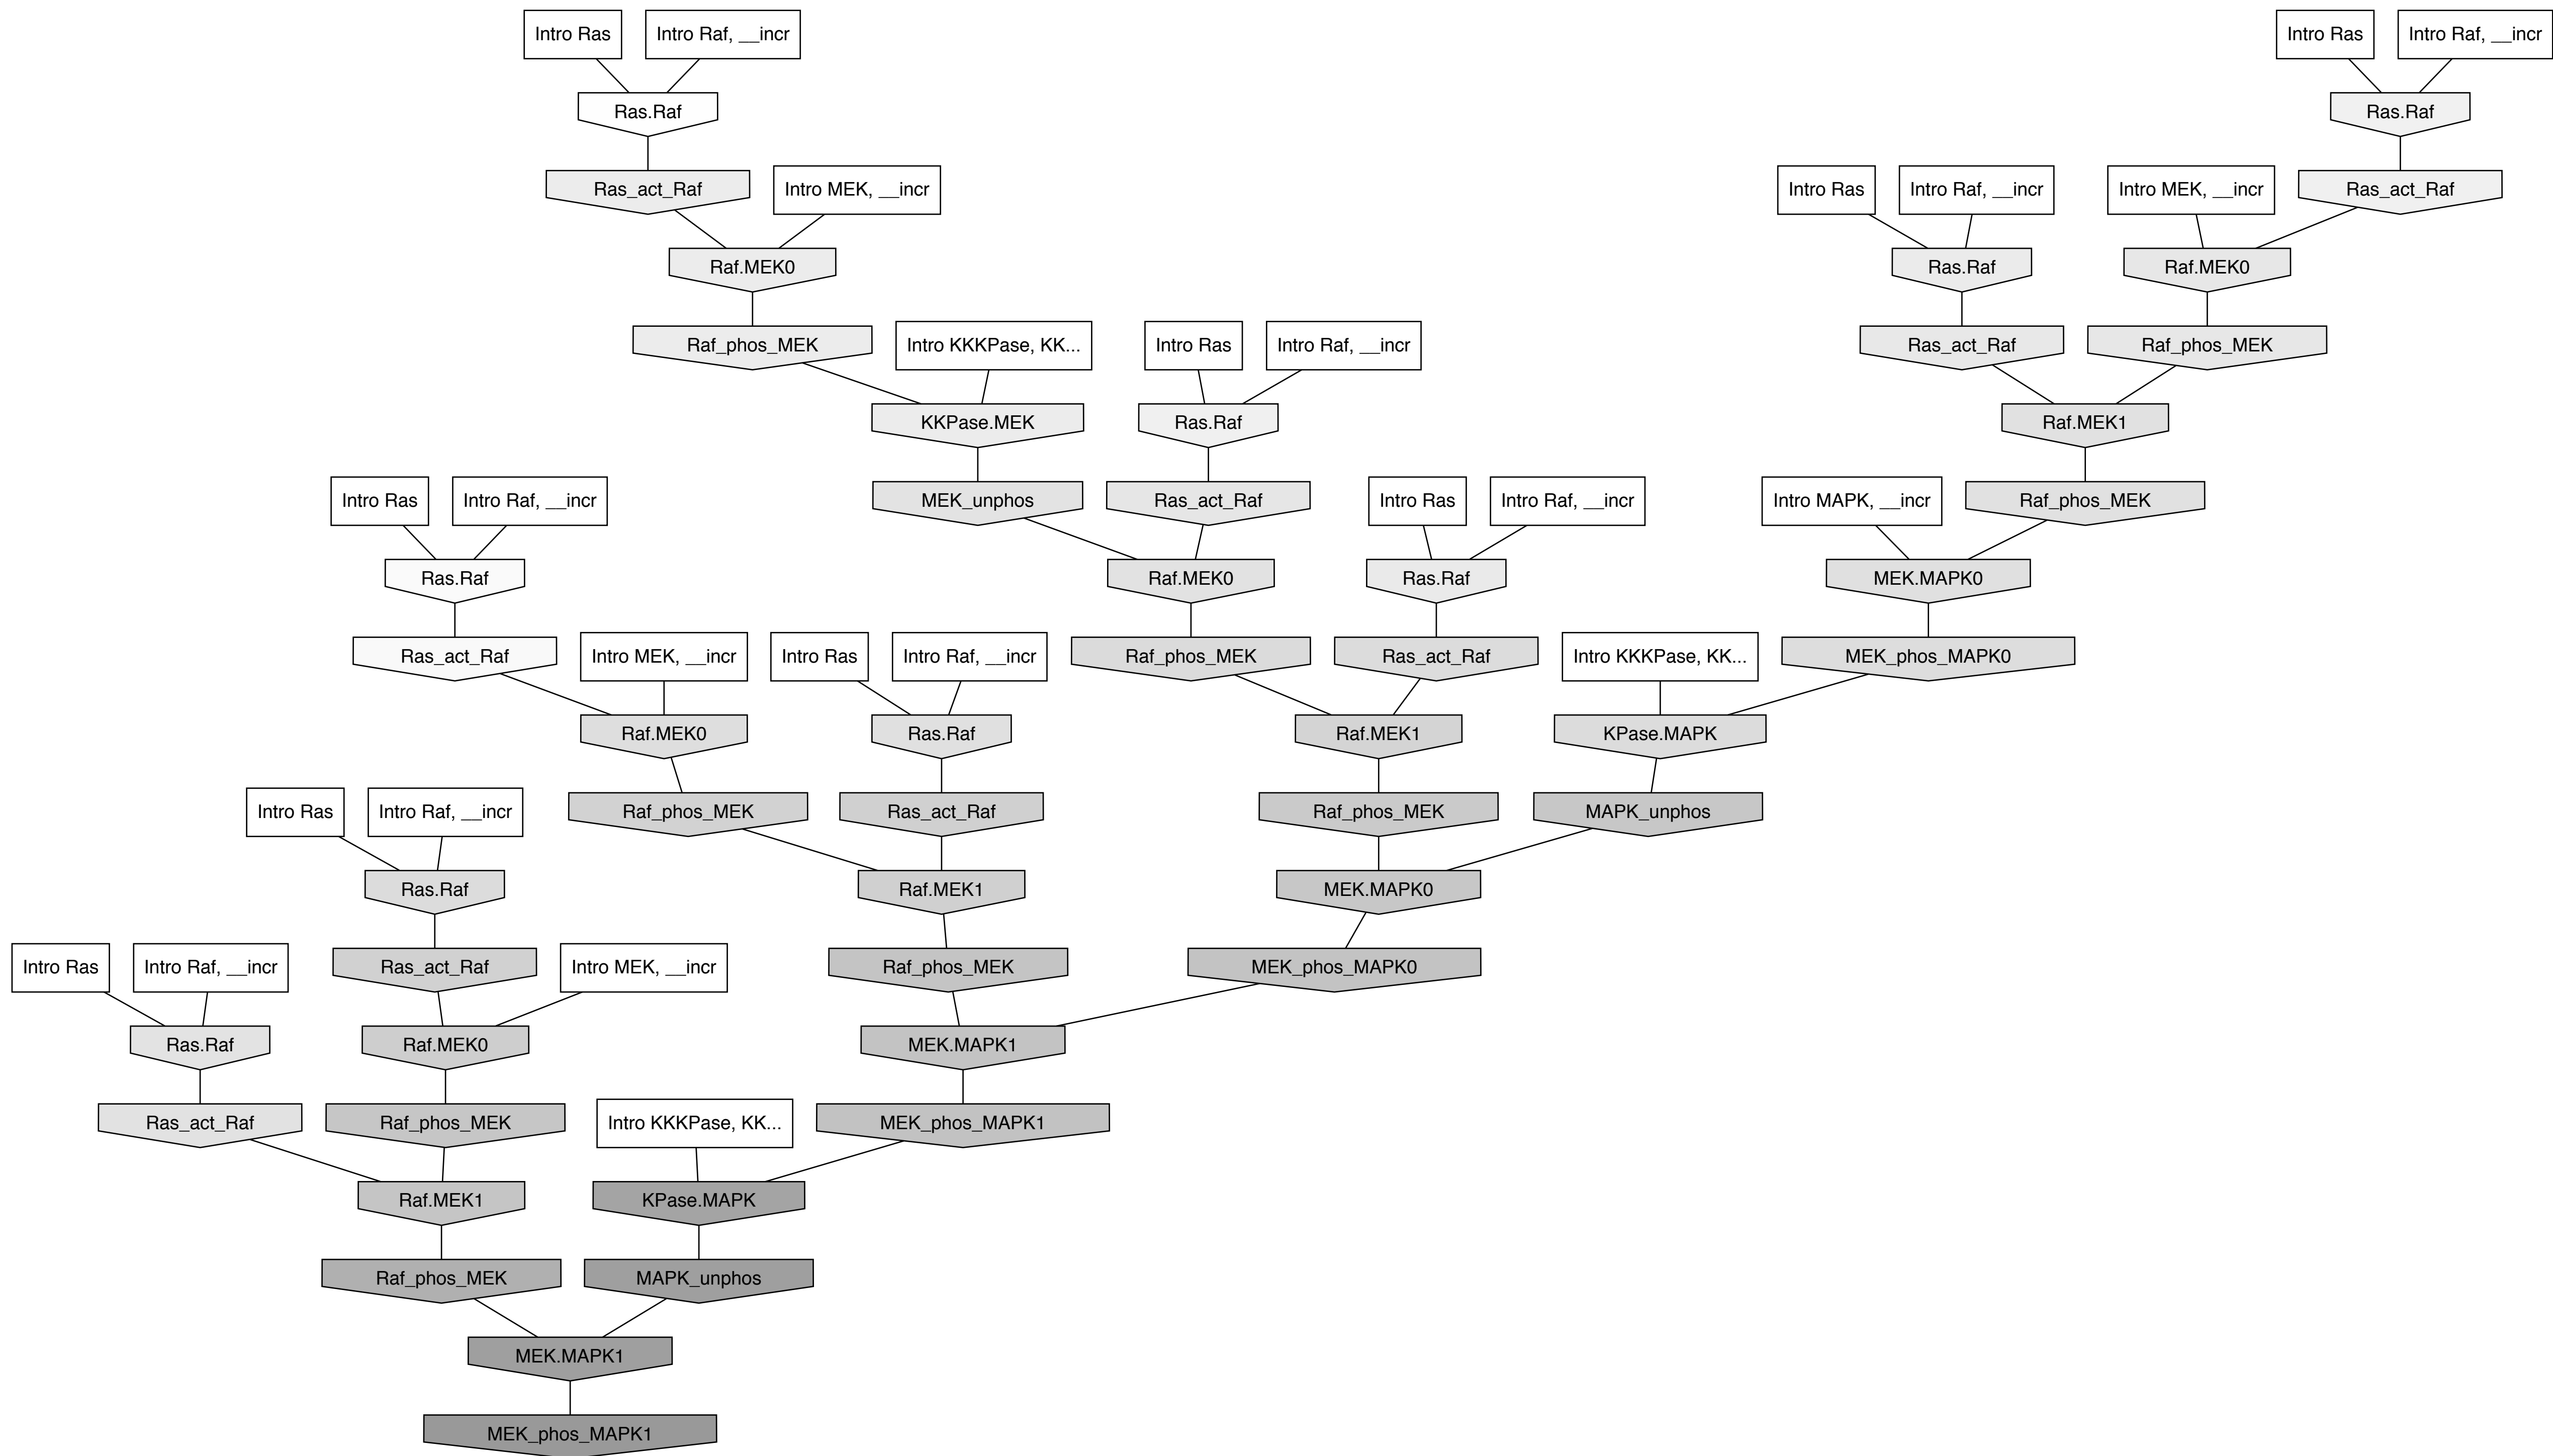 Intro Ras
Intro Raf, __incr
Intro Ras
Intro Raf, __incr
Ras.Raf
Ras.Raf
Ras_act_Raf
Intro MEK, __incr
Intro Ras
Intro Raf, __incr
Intro MEK, __incr
Ras_act_Raf
Raf.MEK0
Ras.Raf
Raf.MEK0
Raf_phos_MEK
Intro KKKPase, KK...
Intro Ras
Intro Raf, __incr
Ras_act_Raf
Raf_phos_MEK
KKPase.MEK
Ras.Raf
Raf.MEK1
Intro Ras
Intro Raf, __incr
MEK_unphos
Ras_act_Raf
Intro Ras
Intro Raf, __incr
Intro MAPK, __incr
Raf_phos_MEK
Ras.Raf
Raf.MEK0
Ras.Raf
MEK.MAPK0
Ras_act_Raf
Intro MEK, __incr
Intro Ras
Intro Raf, __incr
Raf_phos_MEK
Ras_act_Raf
Intro KKKPase, KK...
MEK_phos_MAPK0
Raf.MEK0
Ras.Raf
Raf.MEK1
KPase.MAPK
Intro Ras
Intro Raf, __incr
Raf_phos_MEK
Ras_act_Raf
Raf_phos_MEK
MAPK_unphos
Ras.Raf
Raf.MEK1
MEK.MAPK0
Intro Ras
Intro Raf, __incr
Ras_act_Raf
Intro MEK, __incr
Raf_phos_MEK
MEK_phos_MAPK0
Ras.Raf
Raf.MEK0
MEK.MAPK1
Ras_act_Raf
Raf_phos_MEK
Intro KKKPase, KK...
MEK_phos_MAPK1
Raf.MEK1
KPase.MAPK
Raf_phos_MEK
MAPK_unphos
MEK.MAPK1
MEK_phos_MAPK1